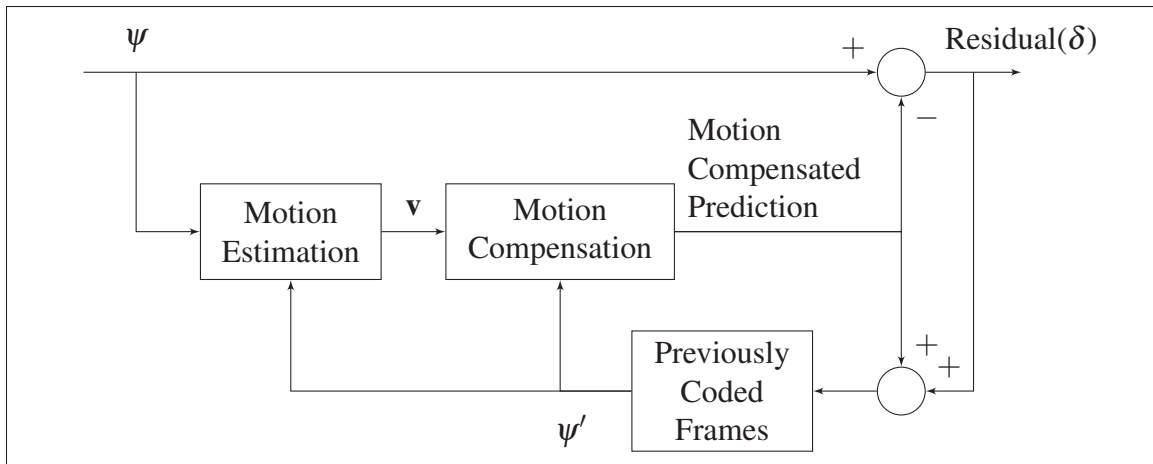 ψ
+
Residual(δ)
−
Motion
Compensated
Prediction
Motion
Estimation
v
Motion
Compensation
+
+
Previously
Coded
Frames
ψ′